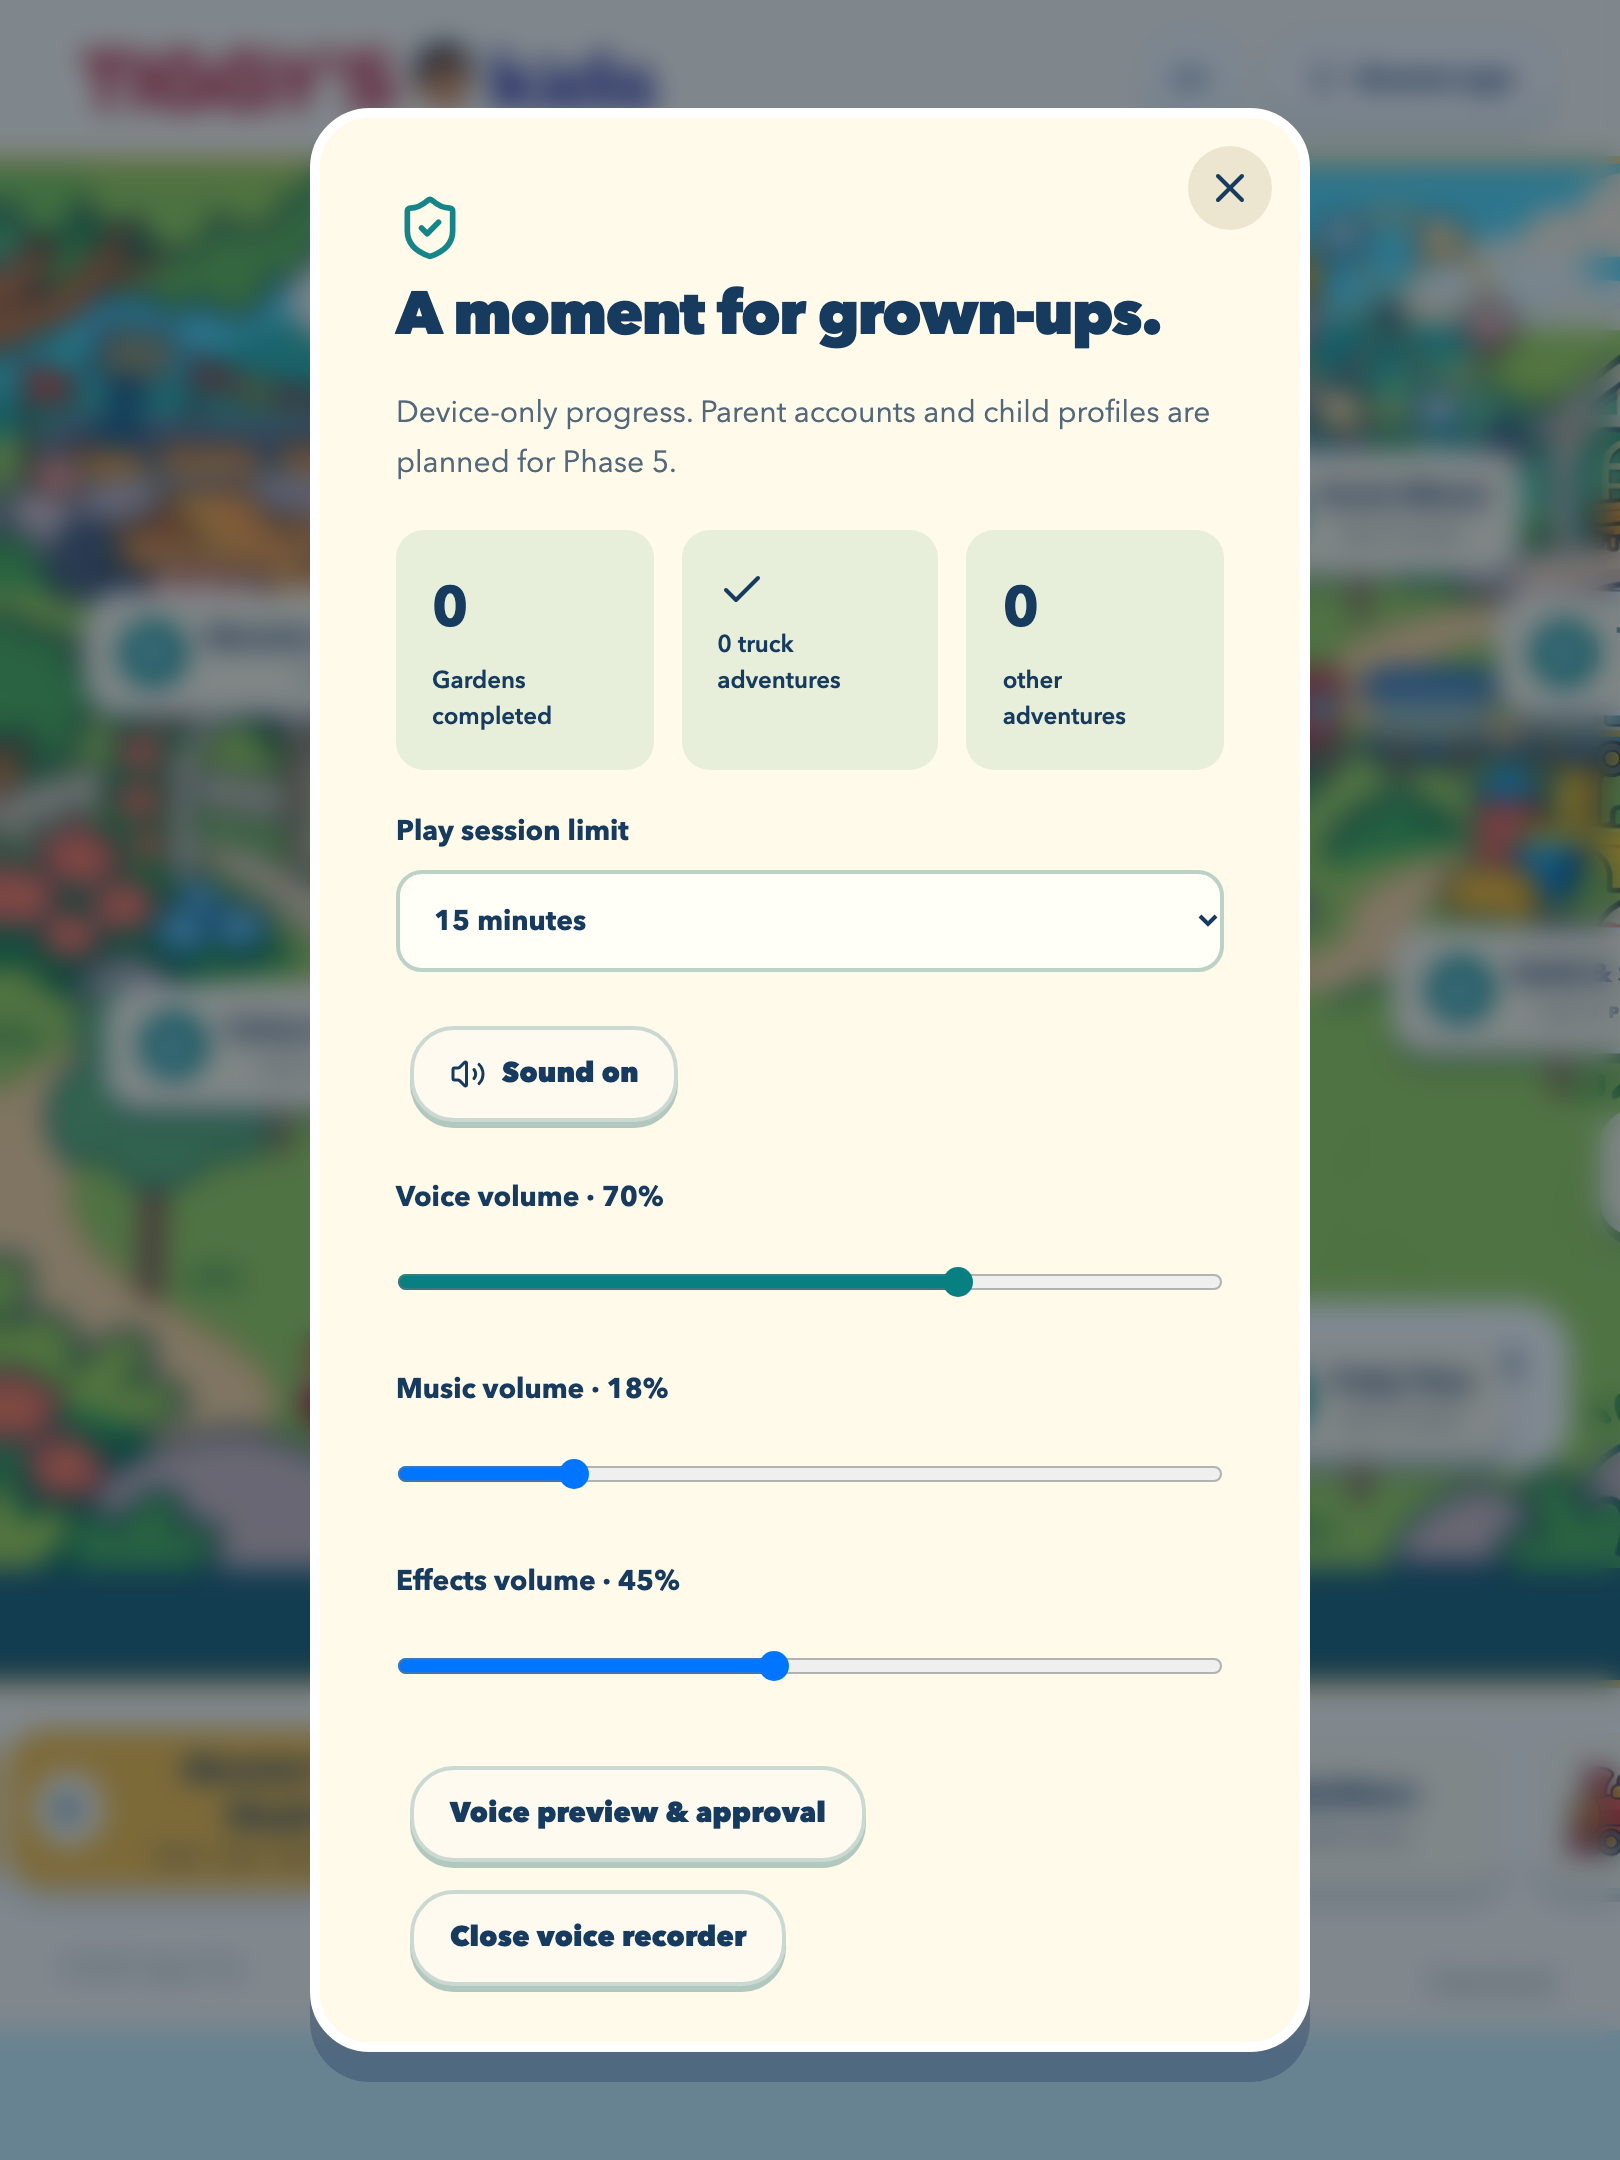 TIGGY'S kids
A moment for grown-ups.
Device-only progress. Parent accounts and child profiles are
planned for Phase 5.
0
Gardens
completed
0 truck
adventures
0
other
adventures
Play session limit
15 minutes
Sound on
Voice volume · 70%
Music volume · 18%
Effects volume · 45%
Voice preview & approval
Close voice recorder